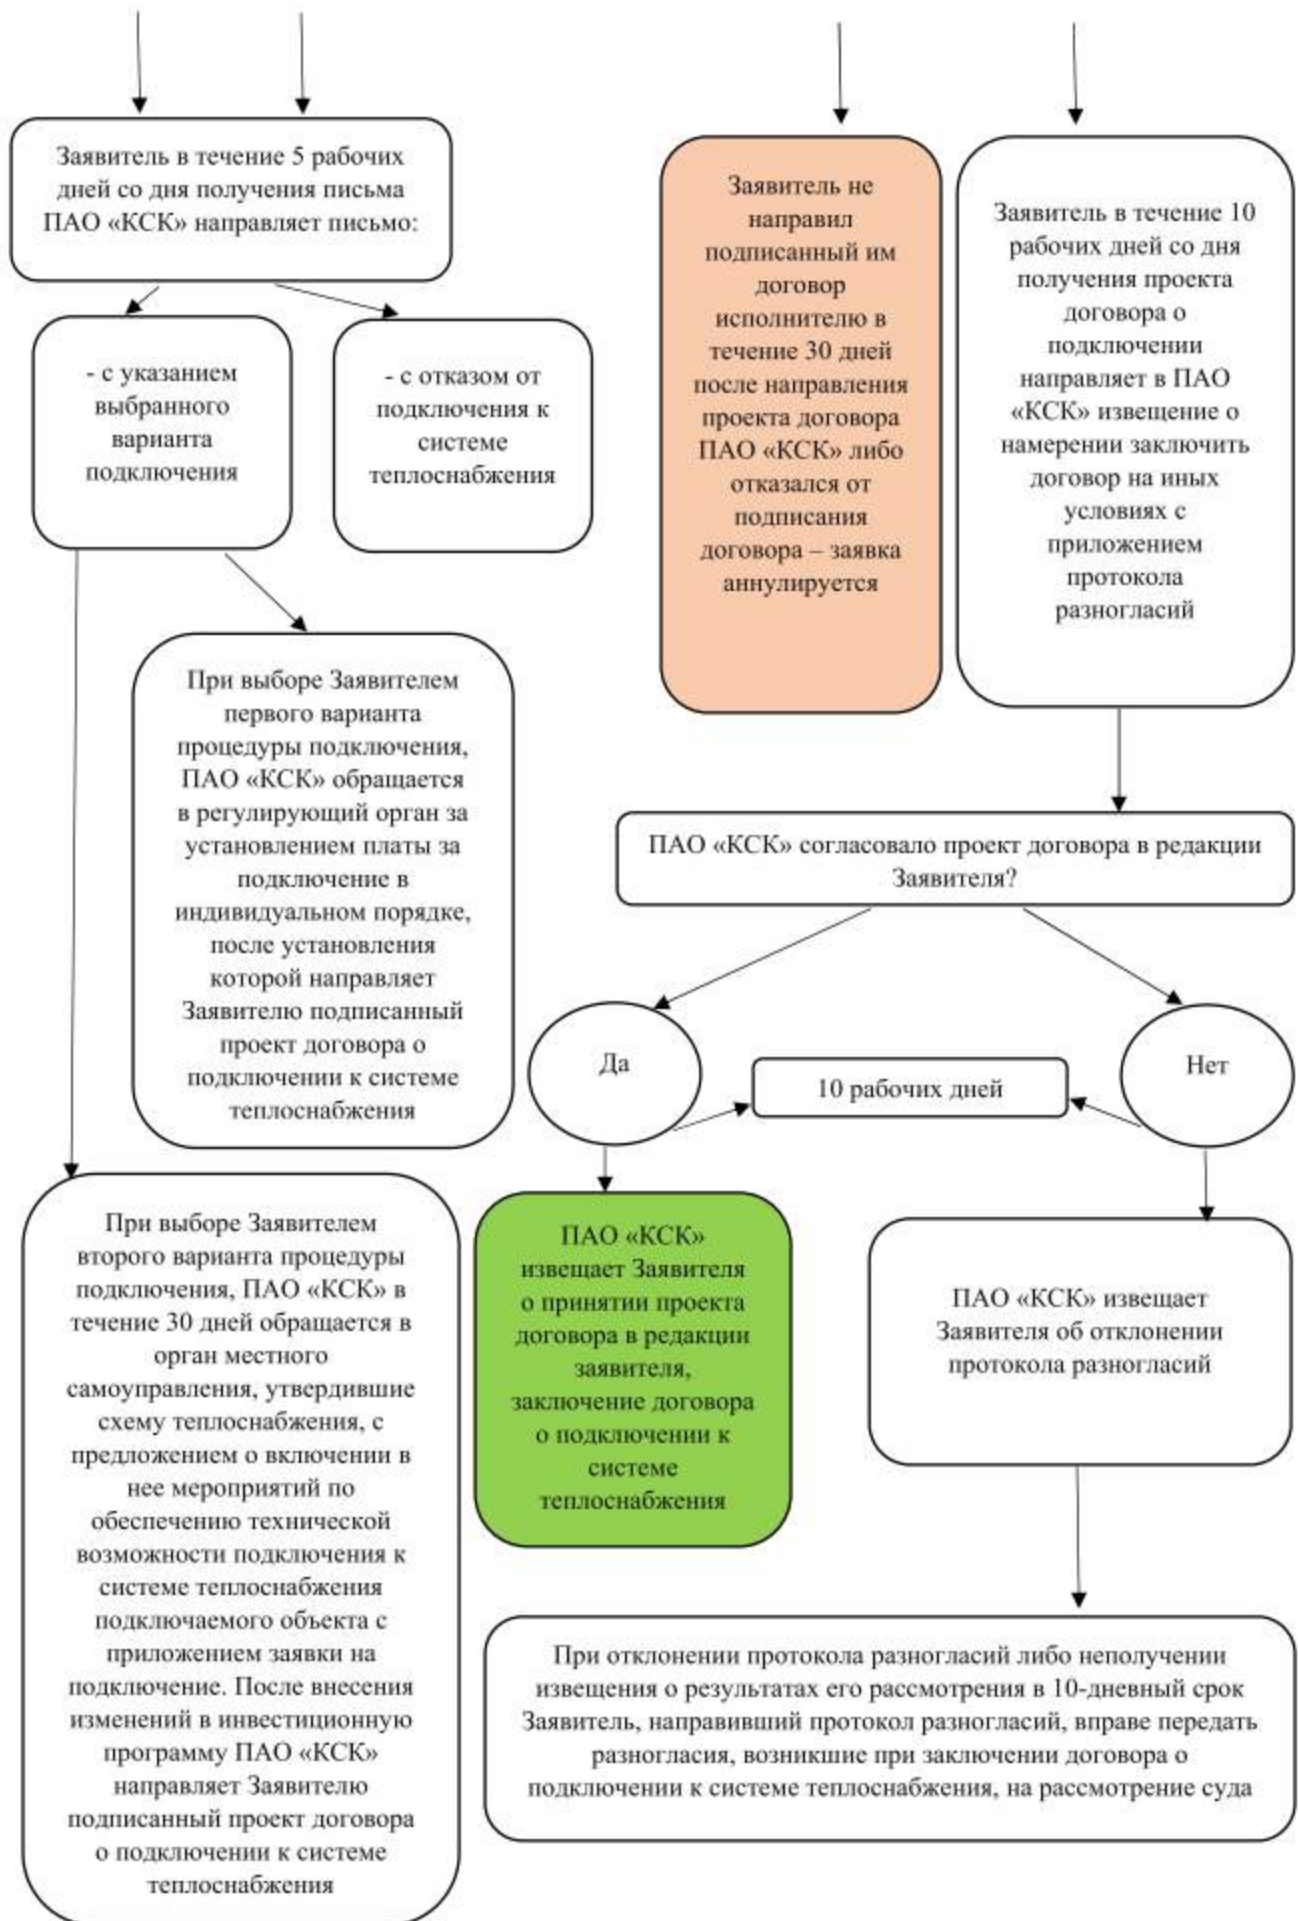 Заявитель в течение 5 рабочих
дней со дня получения письма
ПАО «КСК» направляет письмо:
- с указанием
выбранного
варианта
подключения
- с отказом от
подключения к
системе
теплоснабжения
При выборе Заявителем
первого варианта
процедуры подключения,
ПАО «КСК» обращается
в регулирующий орган за
установлением платы за
подключение в
индивидуальном порядке,
после установления
которой направляет
Заявителю подписанный
проект договора о
подключении к системе
теплоснабжения
При выборе Заявителем
второго варианта процедуры
подключения, ПАО «КСК» в
течение 30 дней обращается в
орган местного
самоуправления, утвердившие
схему теплоснабжения, с
предложением о включении в
нее мероприятий по
обеспечению технической
возможности подключения к
системе теплоснабжения
подключаемого объекта с
приложением заявки на
подключение. После внесения
изменений в инвестиционную
программу ПАО «КСК»
направляет Заявителю
подписанный проект договора
о подключении к системе
теплоснабжения
Заявитель не
направил
подписанный им
договор
исполнителю в
течение 30 дней
после направления
проекта договора
ПАО «КСК» либо
отказался от
подписания
договора – заявка
аннулируется
Заявитель в течение 10
рабочих дней со дня
получения проекта
договора о
подключении
направляет в ПАО
«КСК» извещение о
намерении заключить
договор на иных
условиях с
приложением
протокола
разногласий
ПАО «КСК» согласовало проект договора в редакции
Заявителя?
Да
10 рабочих дней
Нет
ПАО «КСК»
извещает Заявителя
о принятии проекта
договора в редакции
заявителя,
заключение договора
о подключении к
системе
теплоснабжения
ПАО «КСК» извещает
Заявителя об отклонении
протокола разногласий
При отклонении протокола разногласий либо неполучении
извещения о результатах его рассмотрения в 10-дневный срок
Заявитель, направивший протокол разногласий, вправе передать
разногласия, возникшие при заключении договора о
подключении к системе теплоснабжения, на рассмотрение суда